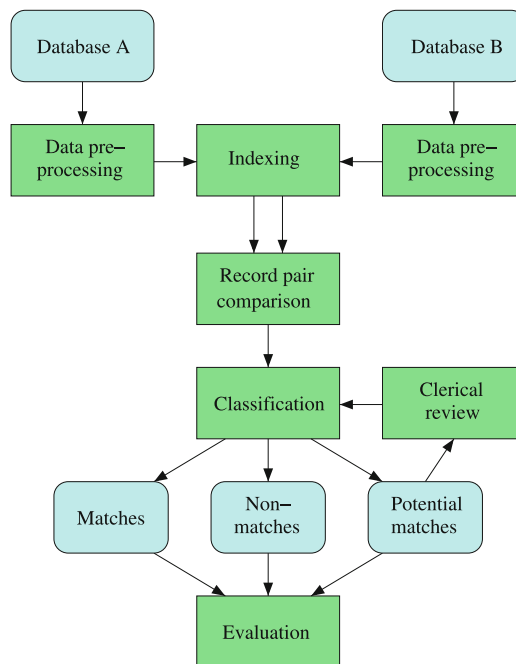 Database A
Database B
Data pre–
processing
Indexing
Data pre–
processing
Record pair
comparison
Classification
Clerical
review
Matches
Non–
matches
Potential
matches
Evaluation